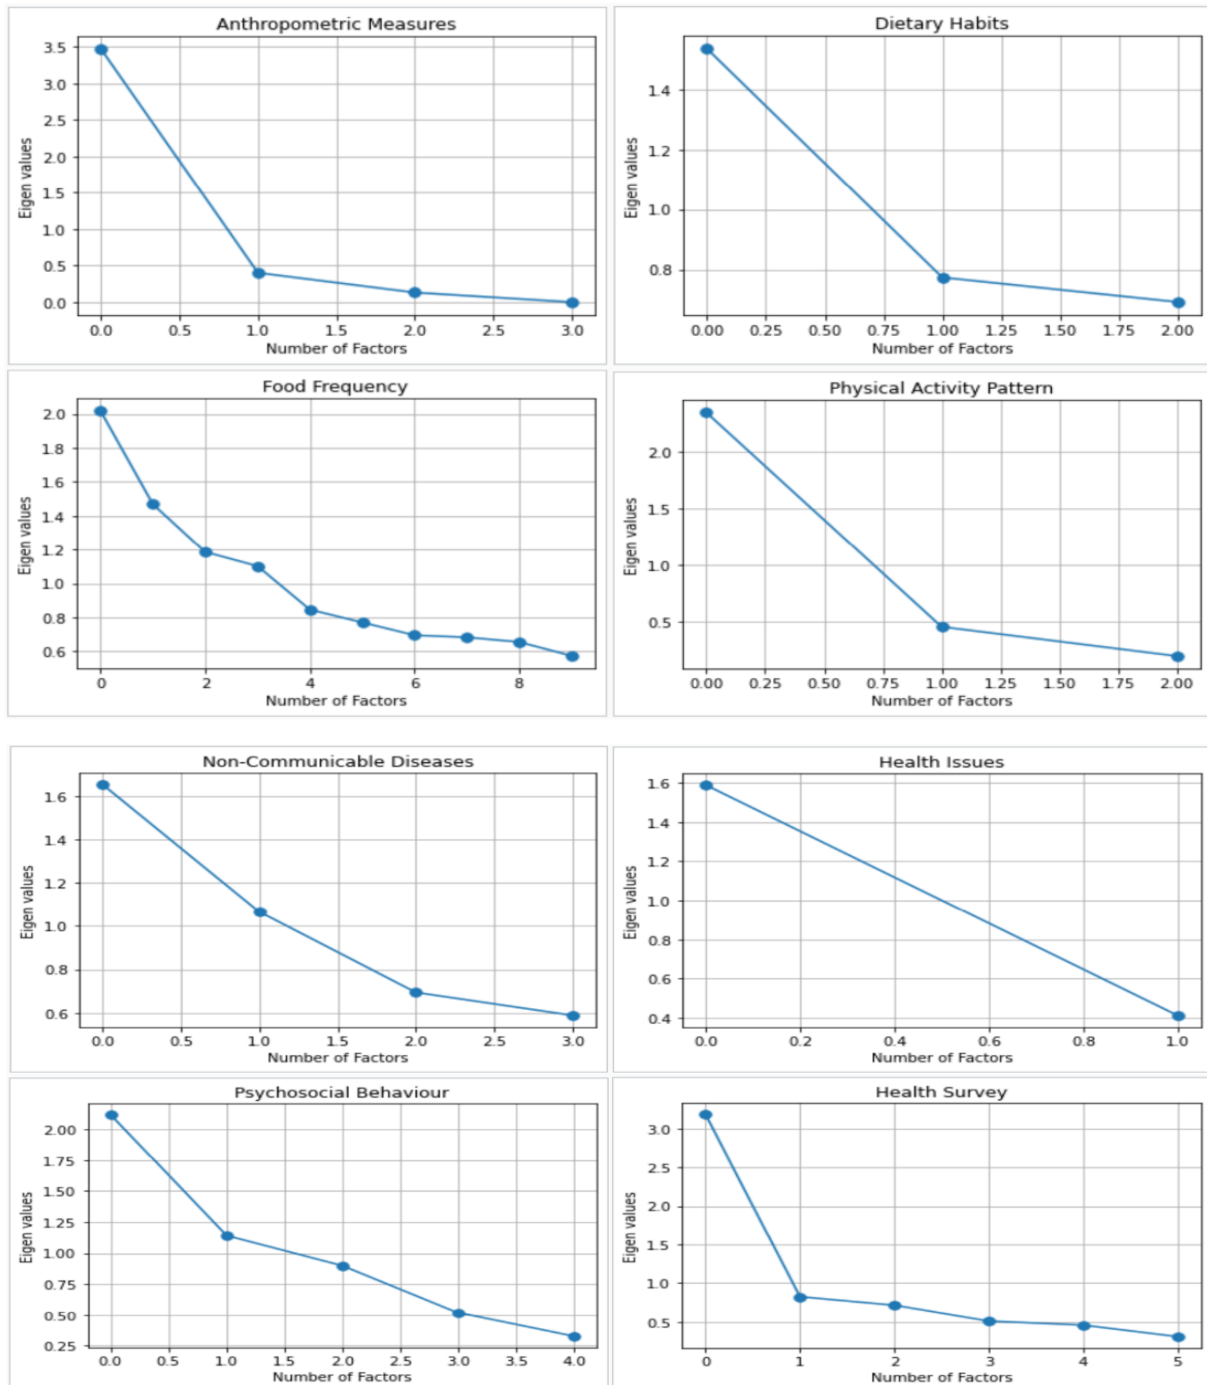 Anthropometric Measures
3.5
3.0
2.5
2.0
1.5
1.0
0.5
0.0
Eigen values
0.0 0.5 1.0 1.5 2.0 2.5 3.0
Number of Factors
Dietary Habits
1.4
1.2
1.0
0.8
Eigen values
0.00 0.25 0.50 0.75 1.00 1.25 1.50 1.75 2.00
Number of Factors
Food Frequency
2.0
1.8
1.6
1.4
1.2
1.0
0.8
0.6
Eigen values
0 2 4 6 8
Number of Factors
Physical Activity Pattern
2.0
1.5
1.0
0.5
Eigen values
0.00 0.25 0.50 0.75 1.00 1.25 1.50 1.75 2.00
Number of Factors
Non-Communicable Diseases
1.6
1.4
1.2
1.0
0.8
0.6
Eigen values
0.0 0.5 1.0 1.5 2.0 2.5 3.0
Number of Factors
Health Issues
1.6
1.4
1.2
1.0
0.8
0.6
0.4
Eigen values
0.0 0.2 0.4 0.6 0.8 1.0
Number of Factors
Psychosocial Behaviour
2.00
1.75
1.50
1.25
1.00
0.75
0.50
0.25
Eigen values
0.0 0.5 1.0 1.5 2.0 2.5 3.0 3.5 4.0
Number of Factors
Health Survey
3.0
2.5
2.0
1.5
1.0
0.5
Eigen values
0 1 2 3 4 5
Number of Factors